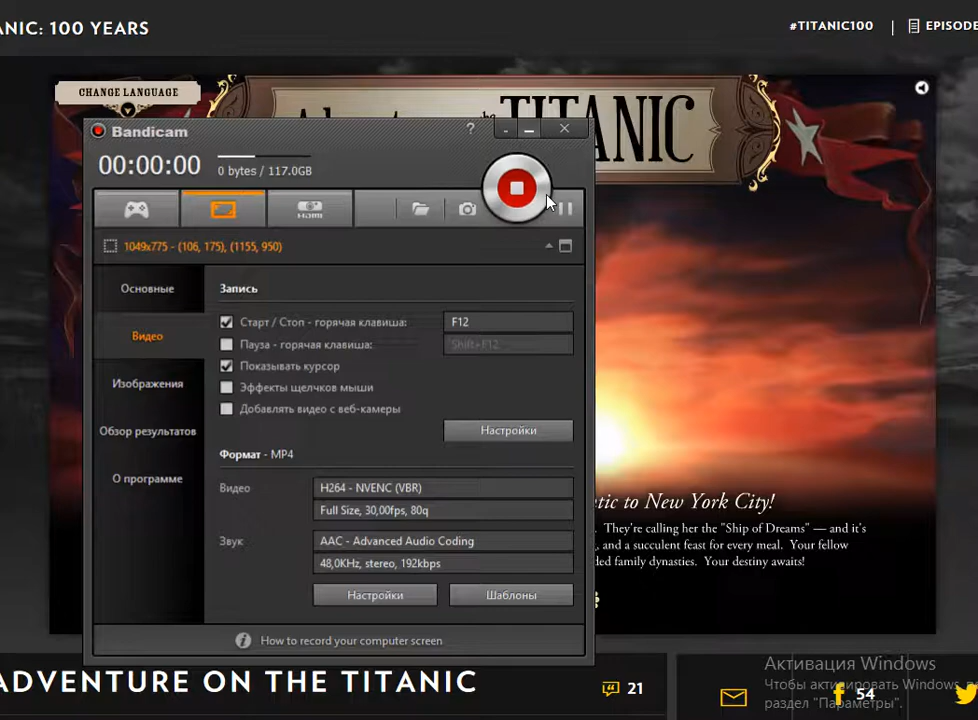 ANIC: 100 YEARS
#TITANIC100 | EPISODE
CHANGE LANGUAGE
TITANIC
Bandicam
?
00:00:00
0 bytes / 117.0GB
HDMI
1049x775 - (106, 175), (1155, 950)
Основные
Видео
Изображения
Обзор результатов
О программе
Запись
Старт / Стоп - горячая клавиша: F12
Пауза - горячая клавиша: Shift+F12
Показывать курсор
Эффекты щелчков мыши
Добавлять видео с веб-камеры
Настройки
Формат - MP4
Видео H264 - NVENC (VBR)
Full Size, 30,00fps, 80q
Звук AAC - Advanced Audio Coding
48,0KHz, stereo, 192kbps
Настройки Шаблоны
How to record your computer screen
ntic to New York City!
. They're calling her the "Ship of Dreams" — and it's
, and a succulent feast for every meal. Your fellow
ded family dynasties. Your destiny awaits!
ADVENTURE ON THE TITANIC
21
54
Активация Windows
Чтобы активировать Windows, пе
раздел "Параметры".